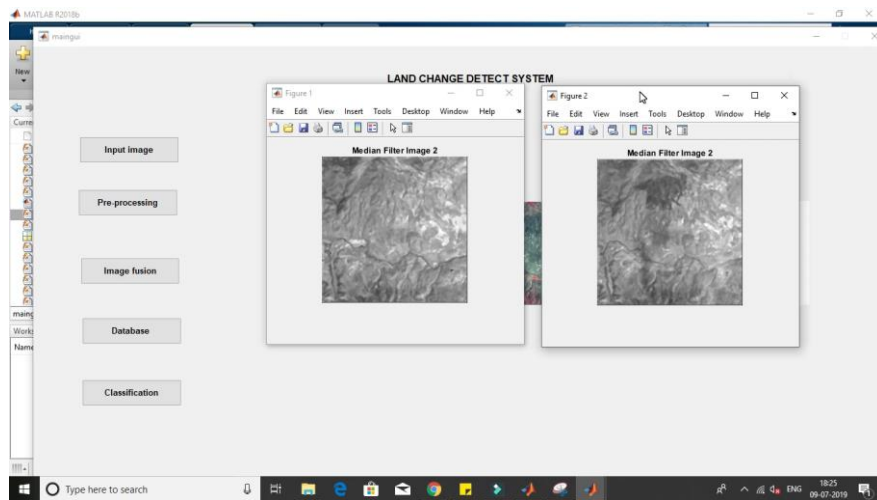 MATLAB R2018b
maingui
New
LAND CHANGE DETECT SYSTEM
Figure 1
File Edit View Insert Tools Desktop Window Help
Median Filter Image 2
Figure 2
File Edit View Insert Tools Desktop Window Help
Median Filter Image 2
Curre
Input image
Pre-processing
Image fusion
Database
Classification
maing
Works
Name
Type here to search
ENG
18:25
09-07-2019